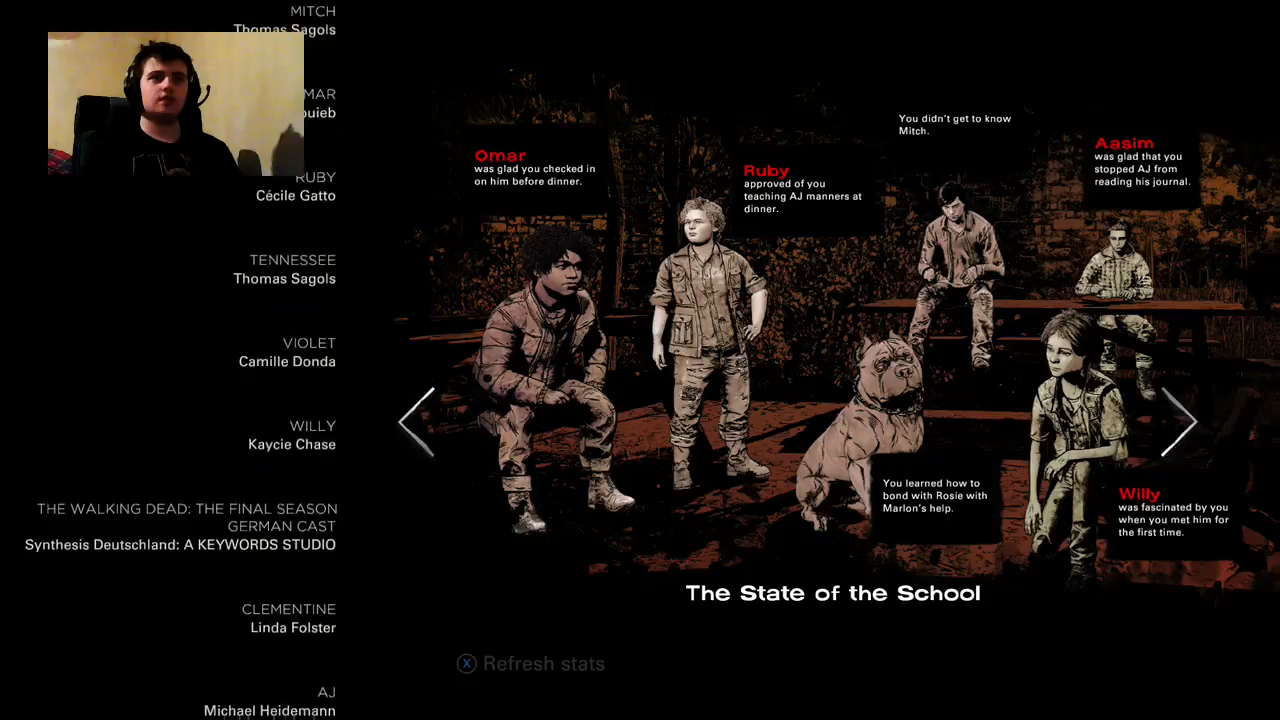 MITCH
Thomas Sagols
MAR
ouieb
RUBY
Cécile Gatto
TENNESSEE
Thomas Sagols
VIOLET
Camille Donda
WILLY
Kaycie Chase
THE WALKING DEAD: THE FINAL SEASON
GERMAN CAST
Synthesis Deutschland: A KEYWORDS STUDIO
CLEMENTINE
Linda Folster
AJ
Michael Heidemann
Omar
was glad you checked in
on him before dinner.
Ruby
approved of you
teaching AJ manners at
dinner.
You didn't get to know
Mitch.
Aasim
was glad that you
stopped AJ from
reading his journal.
You learned how to
bond with Rosie with
Marlon's help.
Willy
was fascinated by you
when you met him for
the first time.
The State of the School
X Refresh stats